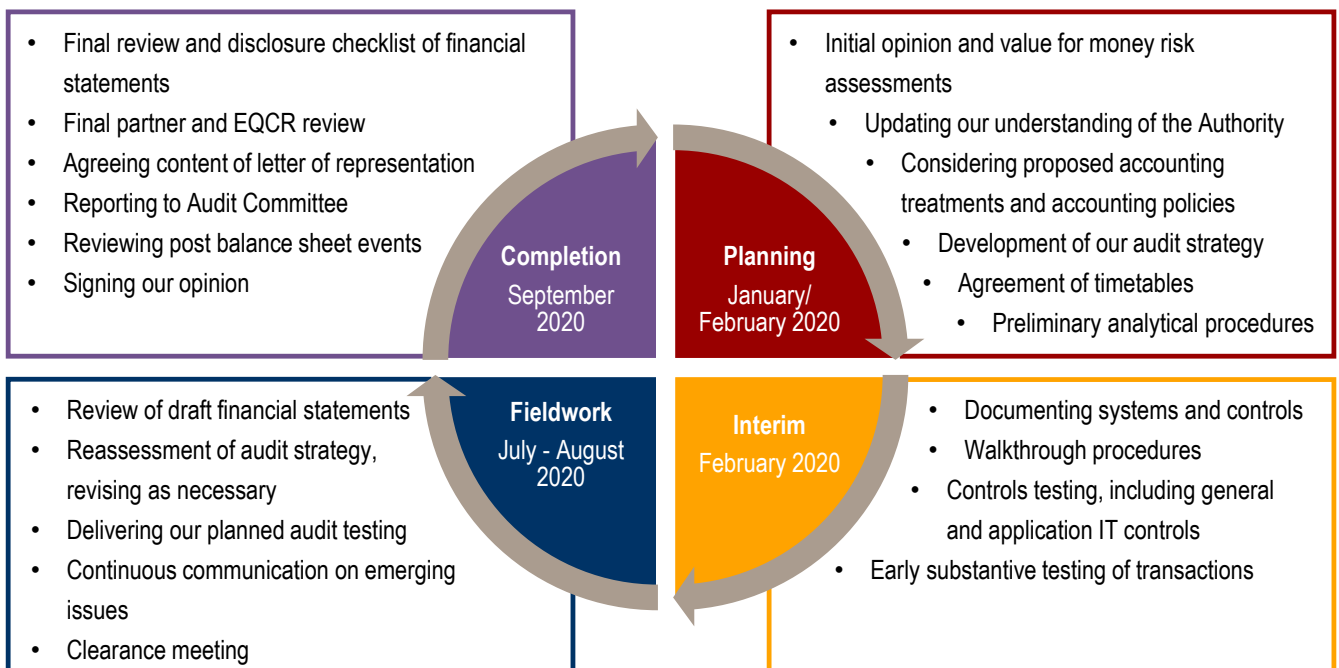 • Final review and disclosure checklist of financial
statements
• Final partner and EQCR review
• Agreeing content of letter of representation
• Reporting to Audit Committee
• Reviewing post balance sheet events
• Signing our opinion
Completion
September
2020
Planning
January/
February 2020
• Initial opinion and value for money risk
assessments
• Updating our understanding of the Authority
• Considering proposed accounting
treatments and accounting policies
• Development of our audit strategy
• Agreement of timetables
• Preliminary analytical procedures
• Review of draft financial statements
• Reassessment of audit strategy,
revising as necessary
• Delivering our planned audit testing
• Continuous communication on emerging
issues
• Clearance meeting
Fieldwork
July - August
2020
Interim
February 2020
• Documenting systems and controls
• Walkthrough procedures
• Controls testing, including general
and application IT controls
• Early substantive testing of transactions